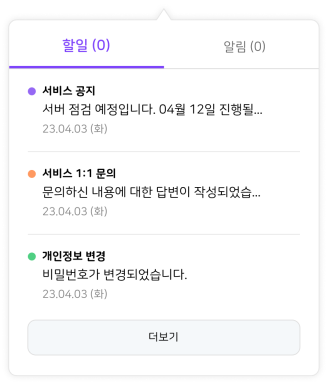 할일 (0)
알림 (0)
서비스 공지
서버 점검 예정입니다. 04월 12일 진행될...
23.04.03 (화)
서비스 1:1 문의
문의하신 내용에 대한 답변이 작성되었습...
23.04.03 (화)
개인정보 변경
비밀번호가 변경되었습니다.
23.04.03 (화)
더보기